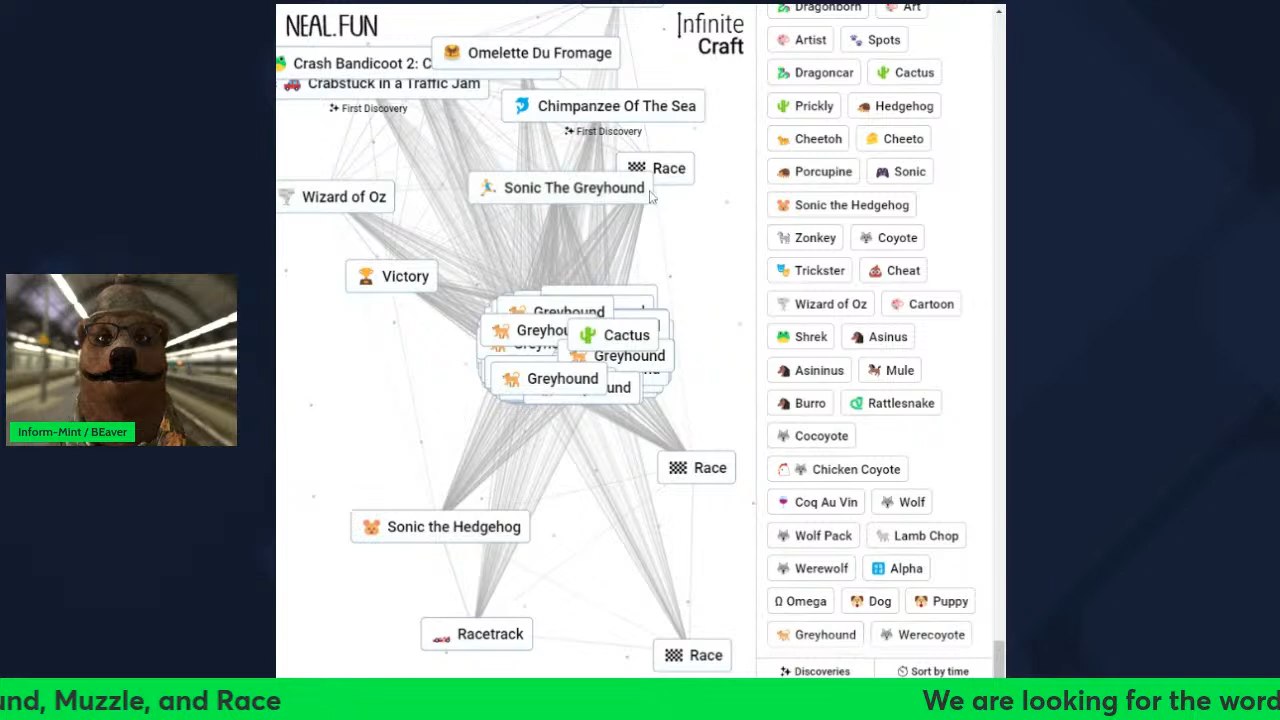 NEAL.FUN
Infinite
Craft
Omelette Du Fromage
Crash Bandicoot 2: C
Crabstuck in a Traffic Jam
First Discovery
Chimpanzee Of The Sea
First Discovery
Race
Sonic The Greyhound
Wizard of Oz
Victory
Greyhound
Greyhou
Cactus
Greyhound
Greyhound
und
Race
Sonic the Hedgehog
Racetrack
Race
Dragonborn
Art
Artist
Spots
Dragoncar
Cactus
Prickly
Hedgehog
Cheetoh
Cheeto
Porcupine
Sonic
Sonic the Hedgehog
Zonkey
Coyote
Trickster
Cheat
Wizard of Oz
Cartoon
Shrek
Asinus
Asininus
Mule
Burro
Rattlesnake
Cocoyote
Chicken Coyote
Coq Au Vin
Wolf
Wolf Pack
Lamb Chop
Werewolf
Alpha
Ω Omega
Dog
Puppy
Greyhound
Werecoyote
Discoveries
Sort by time
Inform-Mint / BEaver
und, Muzzle, and Race
We are looking for the word